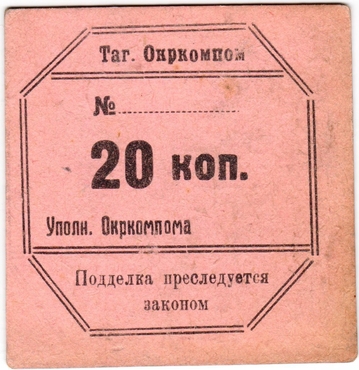 Таг. Окркомпом
№
20 коп.
Уполн. Окркомпома
Подделка преследуется
законом